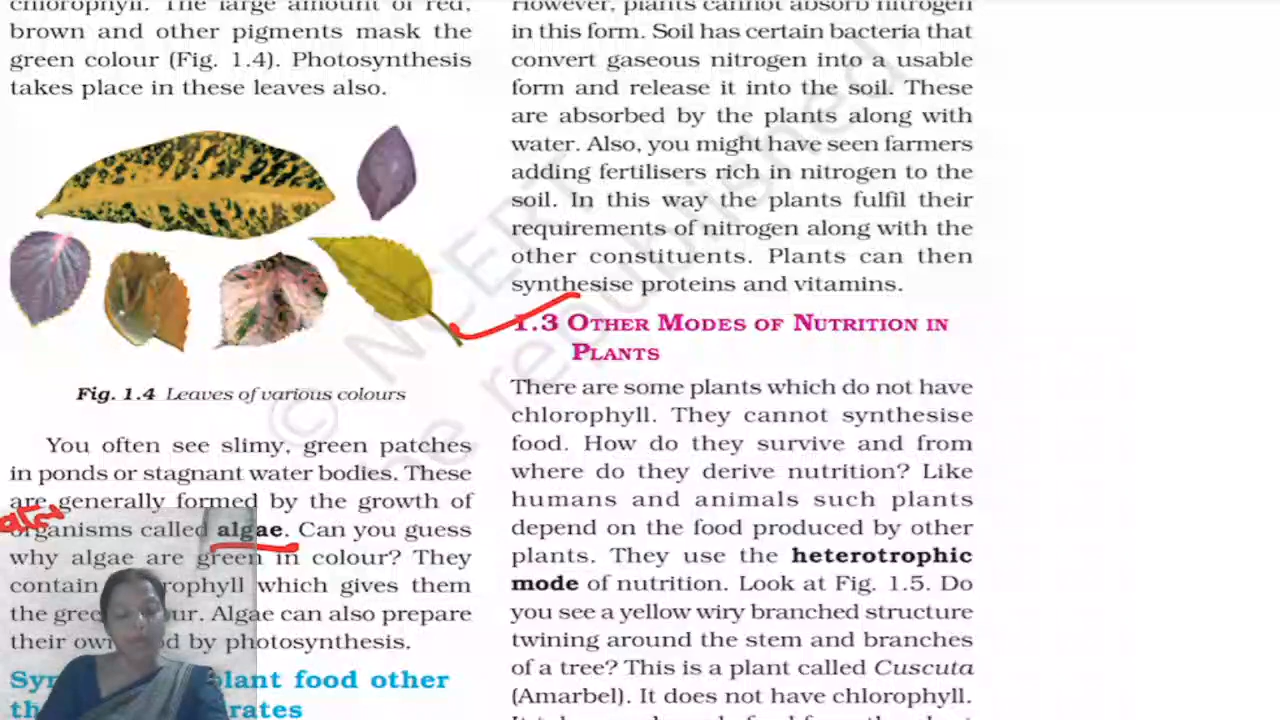 chlorophyll. The large amount of red,
brown and other pigments mask the
green colour (Fig. 1.4). Photosynthesis
takes place in these leaves also.
Fig. 1.4 Leaves of various colours
You often see slimy, green patches
in ponds or stagnant water bodies. These
are generally formed by the growth of
organisms called algae. Can you guess
why algae are green in colour? They
contain which gives them
the Algae can also prepare
their by photosynthesis.
plant food other
However, plants cannot absorb nitrogen
in this form. Soil has certain bacteria that
convert gaseous nitrogen into a usable
form and release it into the soil. These
are absorbed by the plants along with
water. Also, you might have seen farmers
adding fertilisers rich in nitrogen to the
soil. In this way the plants fulfil their
requirements of nitrogen along with the
other constituents. Plants can then
synthesise proteins and vitamins.
1.3 Other Modes of Nutrition in
Plants
There are some plants which do not have
chlorophyll. They cannot synthesise
food. How do they survive and from
where do they derive nutrition? Like
humans and animals such plants
depend on the food produced by other
plants. They use the heterotrophic
mode of nutrition. Look at Fig. 1.5. Do
you see a yellow wiry branched structure
twining around the stem and branches
of a tree? This is a plant called Cuscuta
(Amarbel). It does not have chlorophyll.
© NCERT
be republished